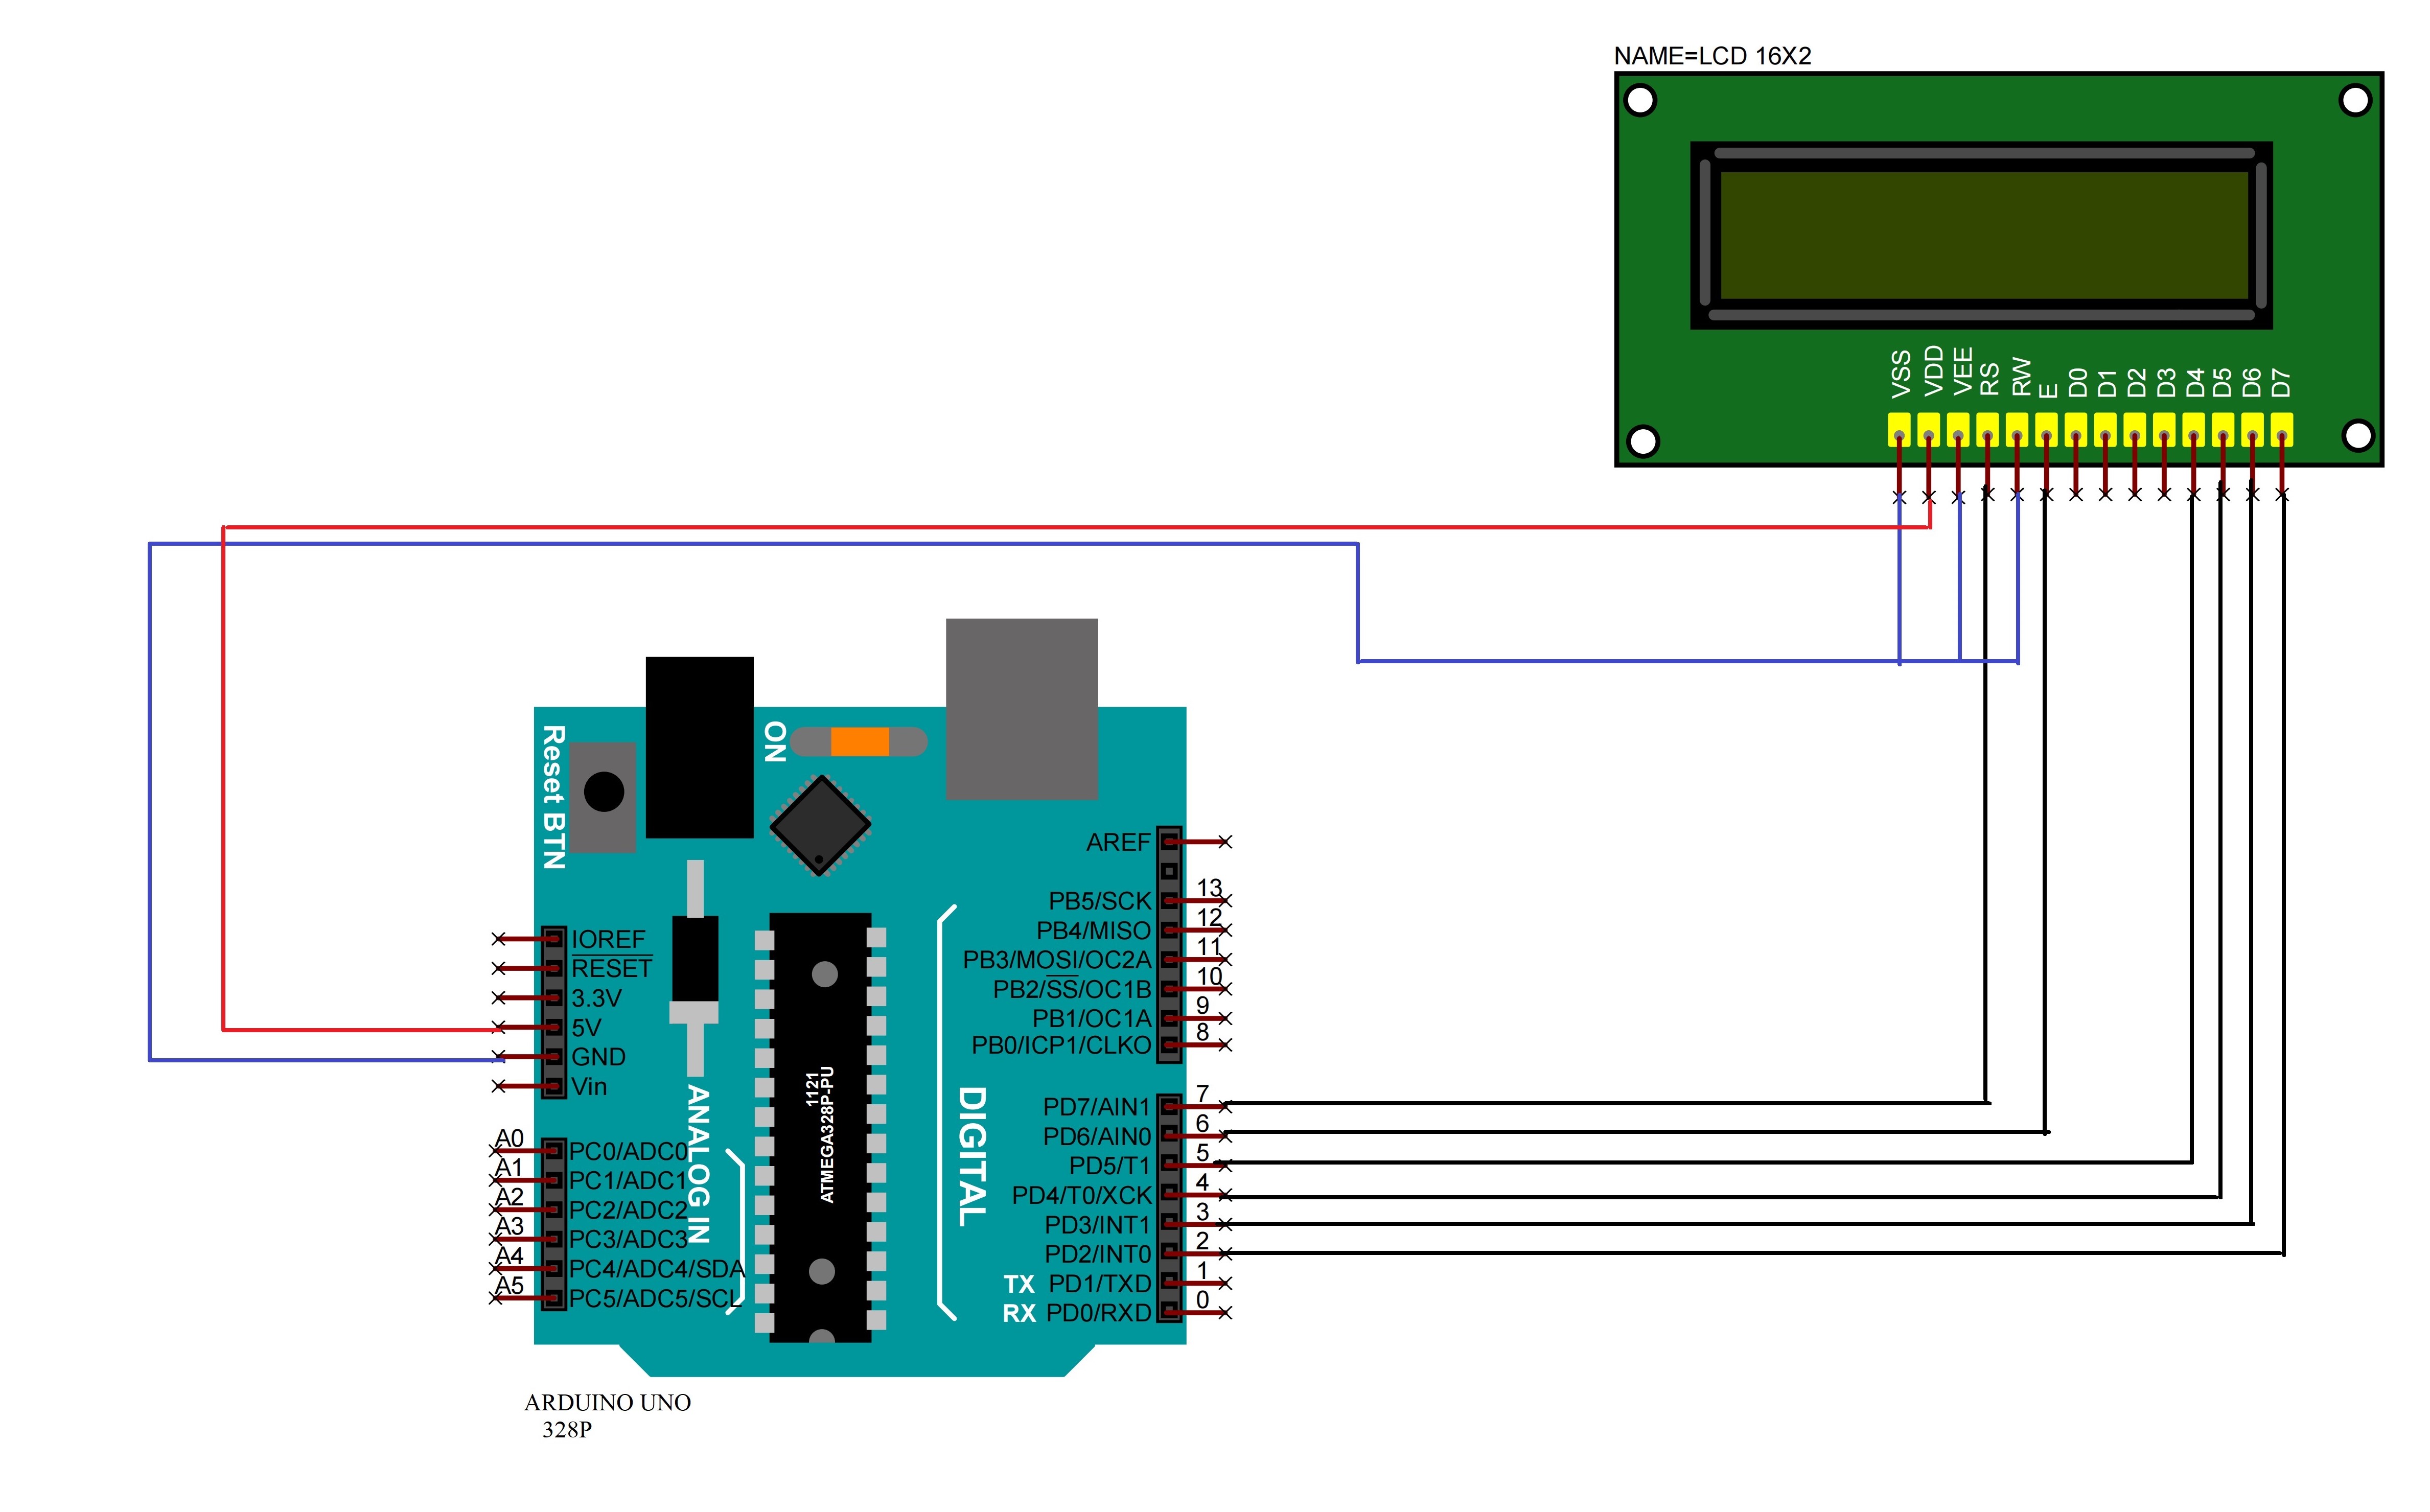 NAME=LCD 16X2
VSS
VDD
VEE
RS
RW
E
D0
D1
D2
D3
D4
D5
D6
D7
Reset BTN
ON
AREF
13
PB5/SCK
12
PB4/MISO
11
PB3/MOSI/OC2A
10
PB2/SS/OC1B
9
PB1/OC1A
8
PB0/ICP1/CLKO
IOREF
RESET
3.3V
5V
GND
Vin
1121
ATMEGA328P-PU
ANALOG IN
DIGITAL
7
PD7/AIN1
6
PD6/AIN0
5
PD5/T1
4
PD4/T0/XCK
3
PD3/INT1
2
PD2/INT0
1
TX PD1/TXD
0
RX PD0/RXD
A0
PC0/ADC0
A1
PC1/ADC1
A2
PC2/ADC2
A3
PC3/ADC3
A4
PC4/ADC4/SDA
A5
PC5/ADC5/SCL
ARDUINO UNO
328P